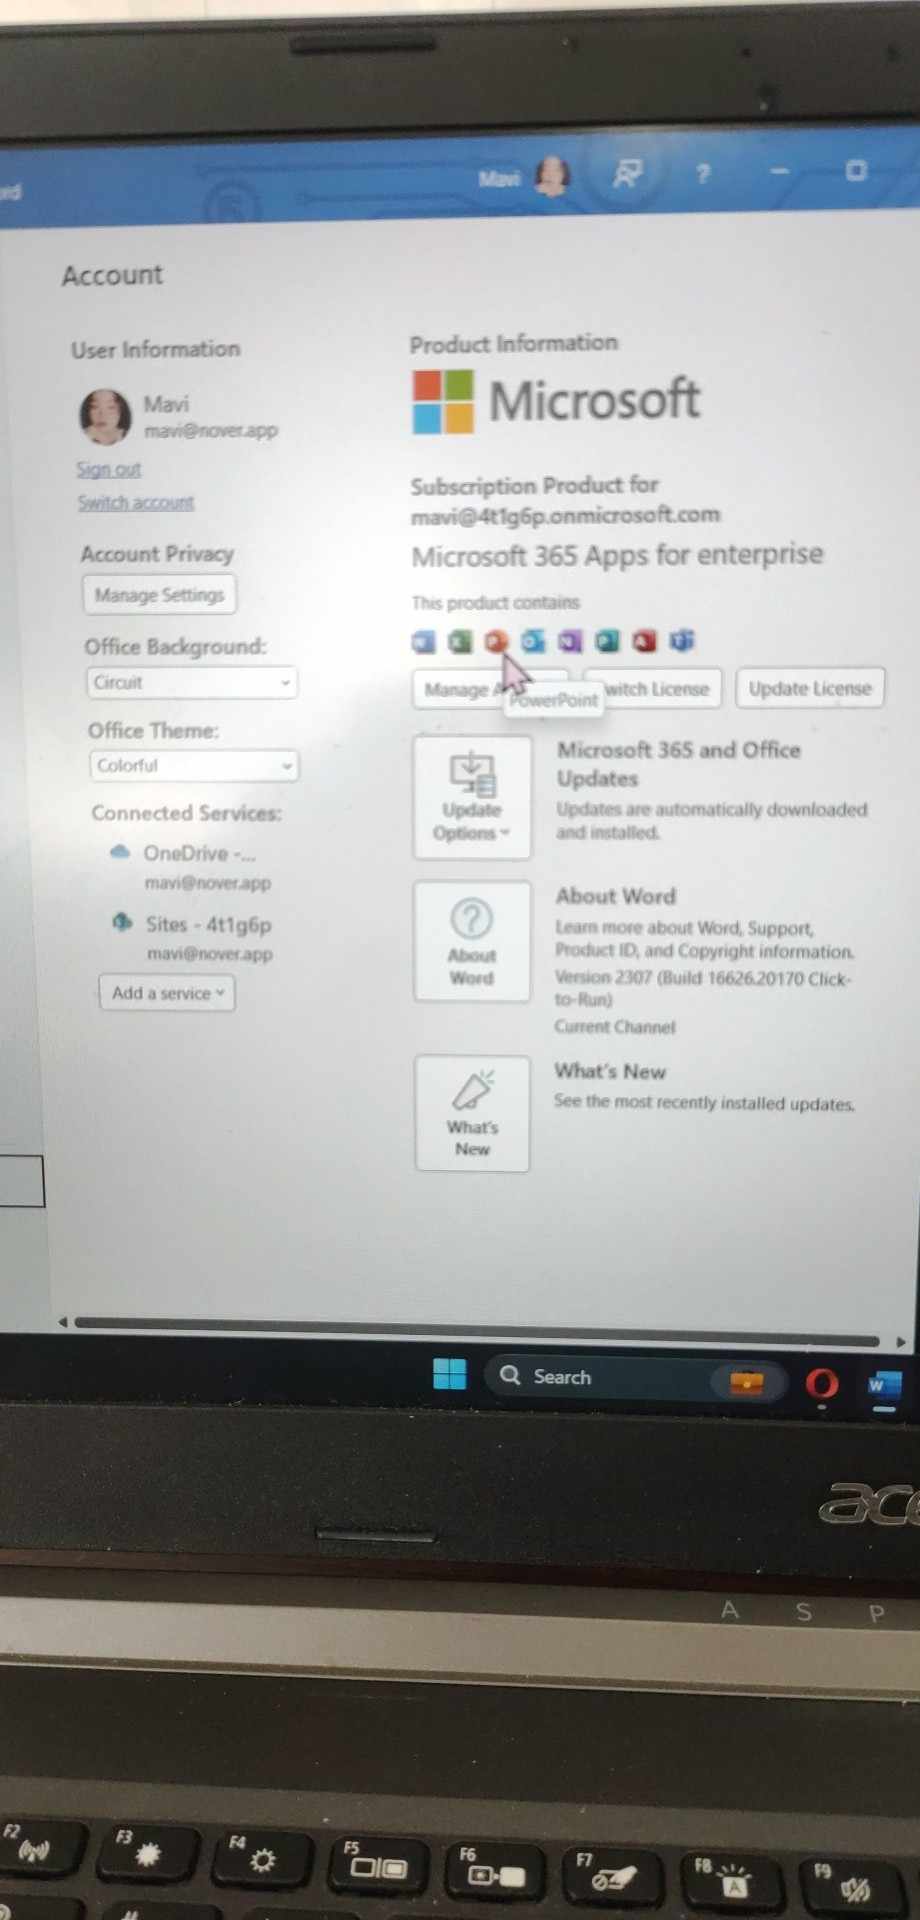 Mavi
?
Account
User Information
Mavi
mavi@nover.app
Sign out
Switch account
Account Privacy
Manage Settings
Office Background:
Circuit
Office Theme:
Colorful
Connected Services:
OneDrive -...
mavi@nover.app
Sites - 4t1g6p
mavi@nover.app
Add a service
Product Information
Microsoft
Subscription Product for
mavi@4t1g6p.onmicrosoft.com
Microsoft 365 Apps for enterprise
This product contains
Manage A
PowerPoint
witch License
Update License
Update
Options
Microsoft 365 and Office
Updates
Updates are automatically downloaded
and installed.
About
Word
About Word
Learn more about Word, Support,
Product ID, and Copyright information.
Version 2307 (Build 16626.20170 Click-
to-Run)
Current Channel
What's
New
What's New
See the most recently installed updates.
Search
W
ace
A S P
F2 F3 F4 F5 F6 F7 F8 F9
A